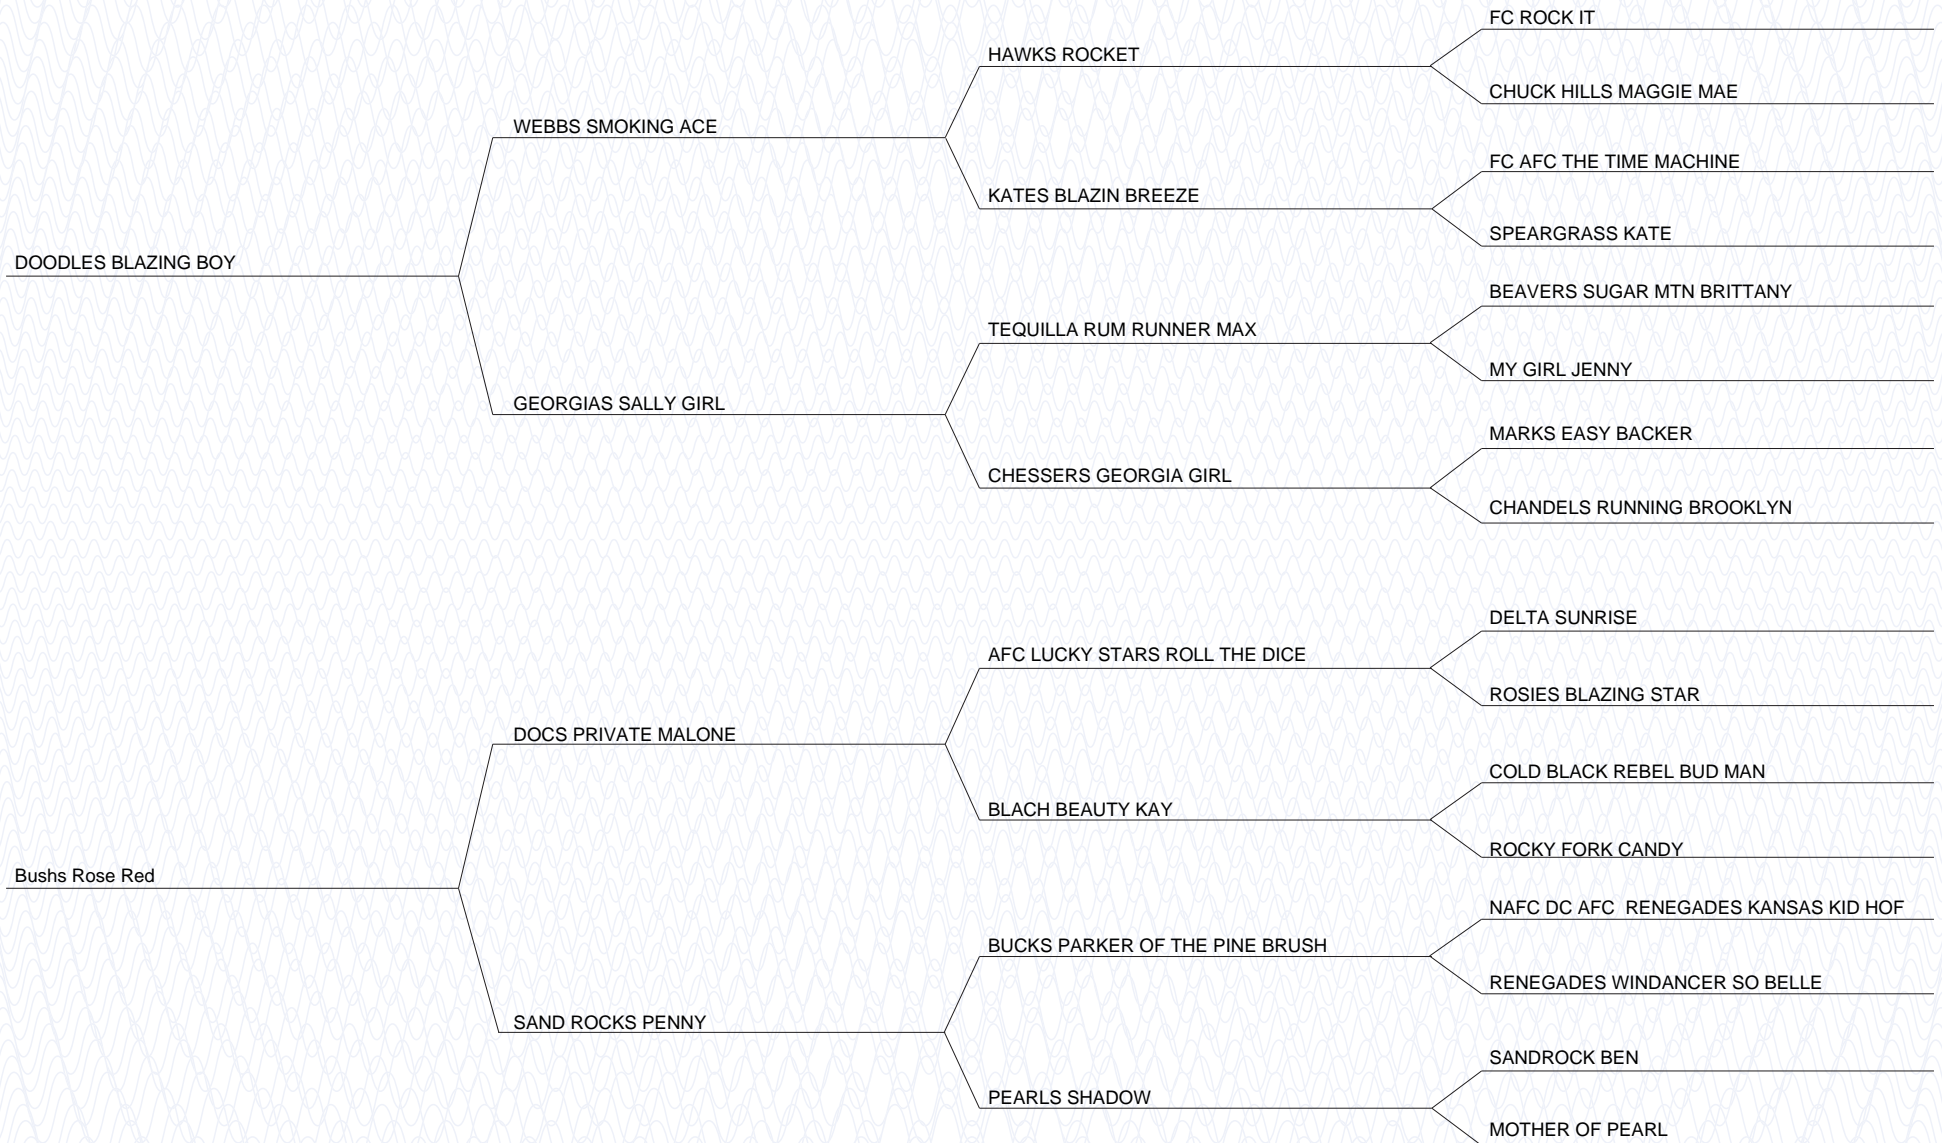 FC ROCK IT
HAWKS ROCKET
CHUCK HILLS MAGGIE MAE
WEBBS SMOKING ACE
FC AFC THE TIME MACHINE
KATES BLAZIN BREEZE
SPEARGRASS KATE
DOODLES BLAZING BOY
BEAVERS SUGAR MTN BRITTANY
TEQUILLA RUM RUNNER MAX
MY GIRL JENNY
GEORGIAS SALLY GIRL
MARKS EASY BACKER
CHESSERS GEORGIA GIRL
CHANDELS RUNNING BROOKLYN
DELTA SUNRISE
AFC LUCKY STARS ROLL THE DICE
ROSIES BLAZING STAR
DOCS PRIVATE MALONE
COLD BLACK REBEL BUD MAN
BLACH BEAUTY KAY
ROCKY FORK CANDY
Bushs Rose Red
NAFC DC AFC  RENEGADES KANSAS KID HOF
BUCKS PARKER OF THE PINE BRUSH
RENEGADES WINDANCER SO BELLE
SAND ROCKS PENNY
SANDROCK BEN
PEARLS SHADOW
MOTHER OF PEARL